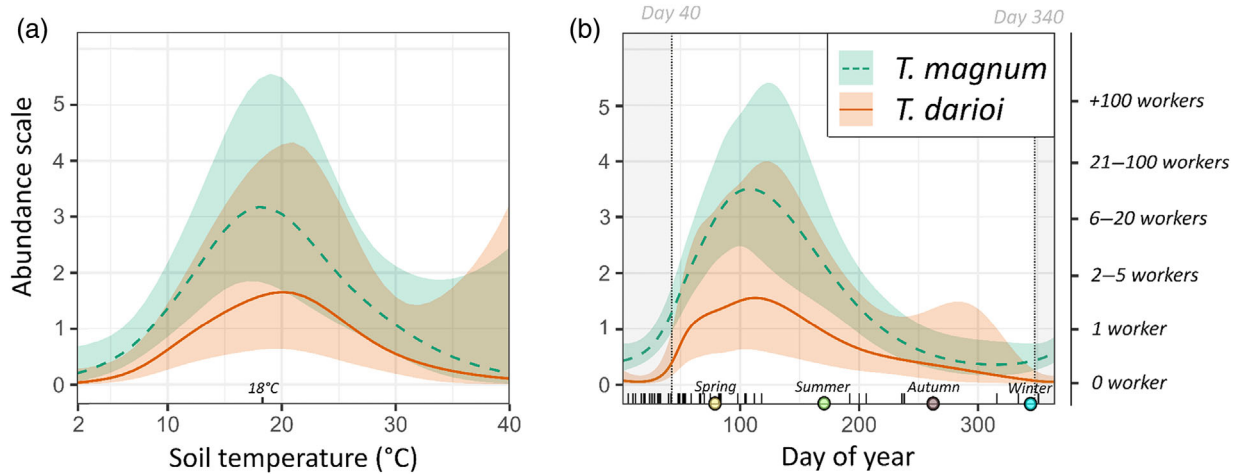 (a)
Abundance scale
5
4
3
2
1
0
18°C
2
10
20
30
40
Soil temperature (°C)
(b)
Day 40
Day 340
T. magnum
T. darioi
5
4
3
2
1
0
+100 workers
21–100 workers
6–20 workers
2–5 workers
1 worker
0 worker
Spring
Summer
Autumn
Winter
100
200
300
Day of year